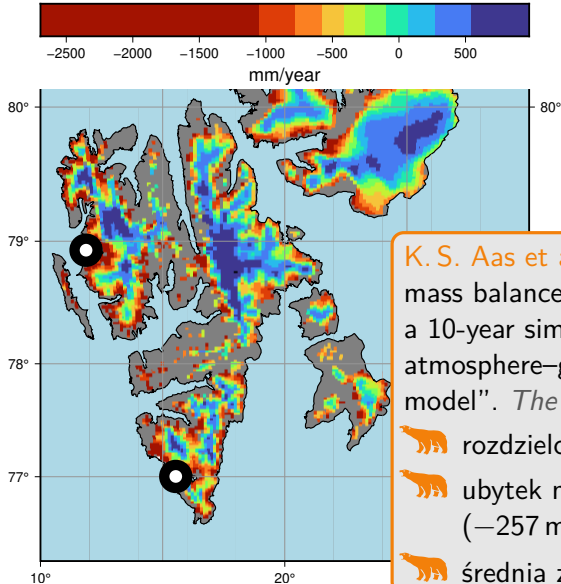 −2500 −2000 −1500 −1000 −500 0 500
mm/year
80° 80°
79°
78°
77°
10° 20°
K. S. Aas et a
mass balance
a 10-year sim
atmosphere–g
model”. The
rozdzielo
ubytek m
(−257 m
średnia z